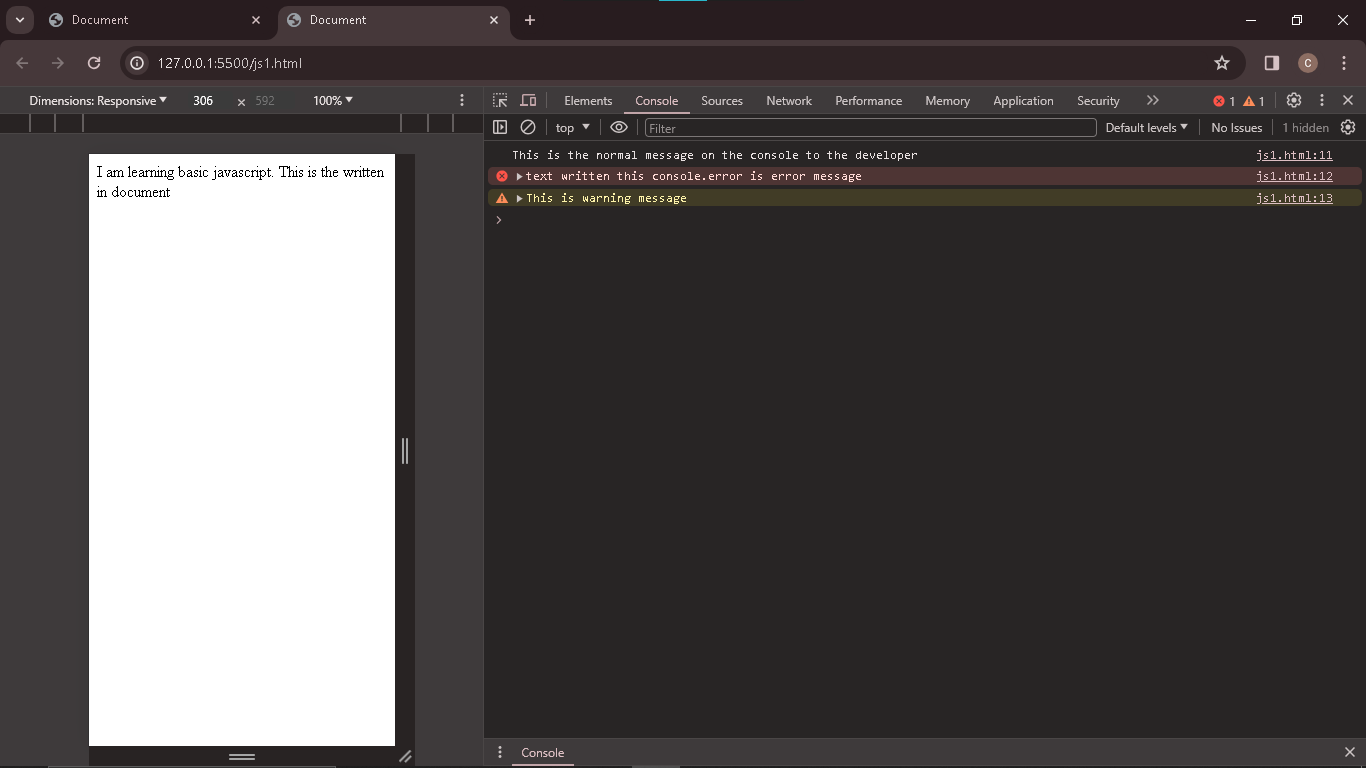 Document
Document
127.0.0.1:5500/js1.html
C
Dimensions: Responsive 306 x 592 100%
I am learning basic javascript. This is the written
in document
Elements Console Sources Network Performance Memory Application Security 1 1
top Filter Default levels No Issues 1 hidden
This is the normal message on the console to the developer js1.html:11
text written this console.error is error message js1.html:12
This is warning message js1.html:13
Console